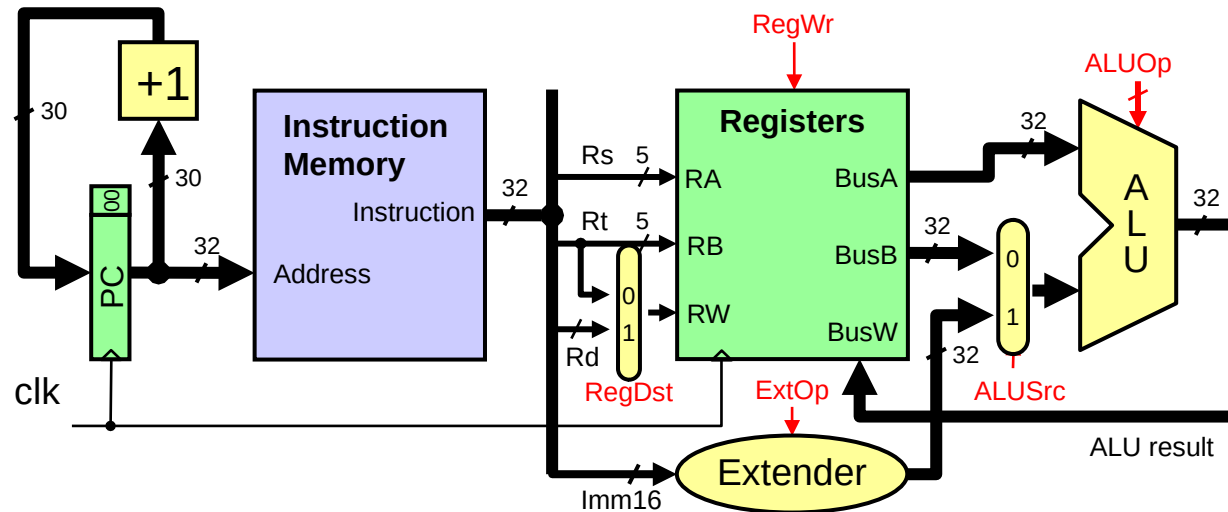 RegWr
ALUOp
+1
30
30
00
PC
32
clk
Instruction
Memory
Instruction
Address
32
Rs
5
Rt
5
Rd
0
1
RegDst
Imm16
Registers
RA
RB
RW
BusA
BusB
BusW
ExtOp
Extender
32
32
32
0
1
ALUSrc
A
L
U
32
ALU result